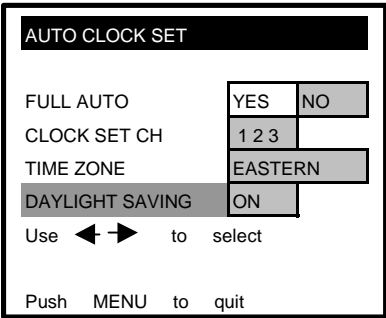 AUTO CLOCK SET
FULL AUTO YES NO
CLOCK SET CH 1 2 3
TIME ZONE EASTERN
DAYLIGHT SAVING ON
Use to select
Push MENU to quit